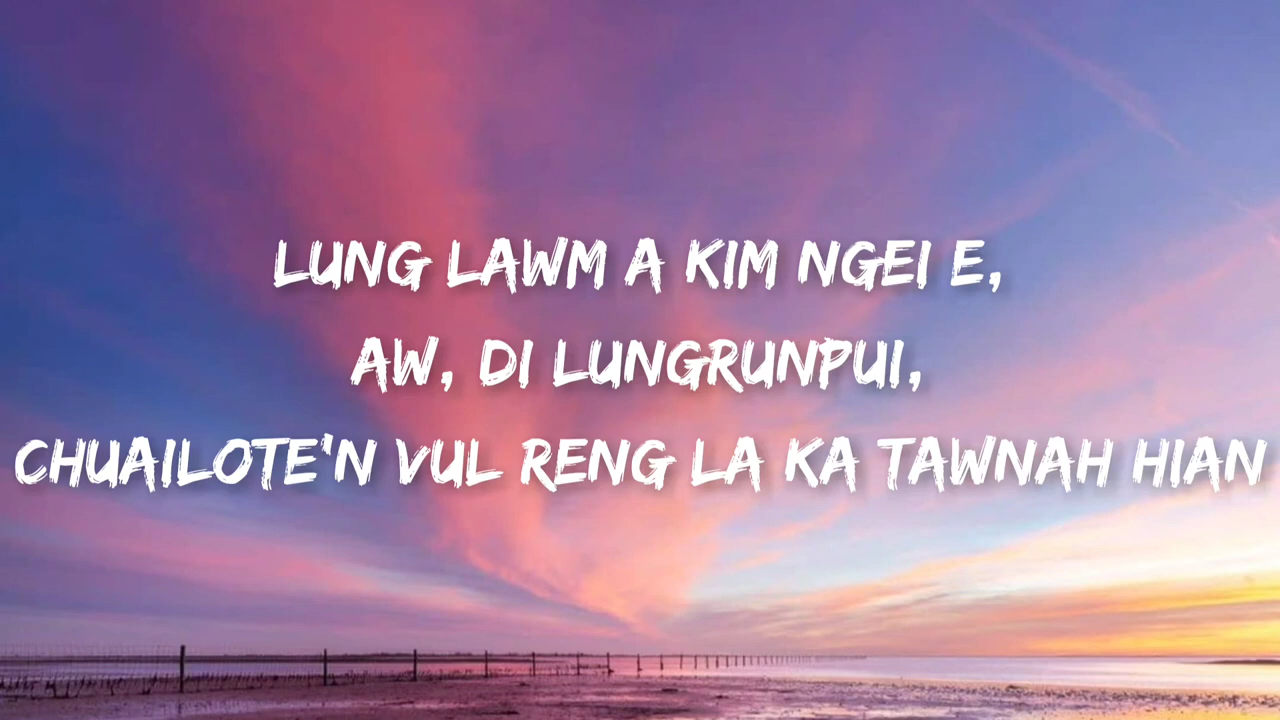 LUNG LAWM A KIM NGEI E,
AW, DI LUNGRUNPUI,
CHUAILOTE'N VUL RENG LA KA TAWNAH HIAN